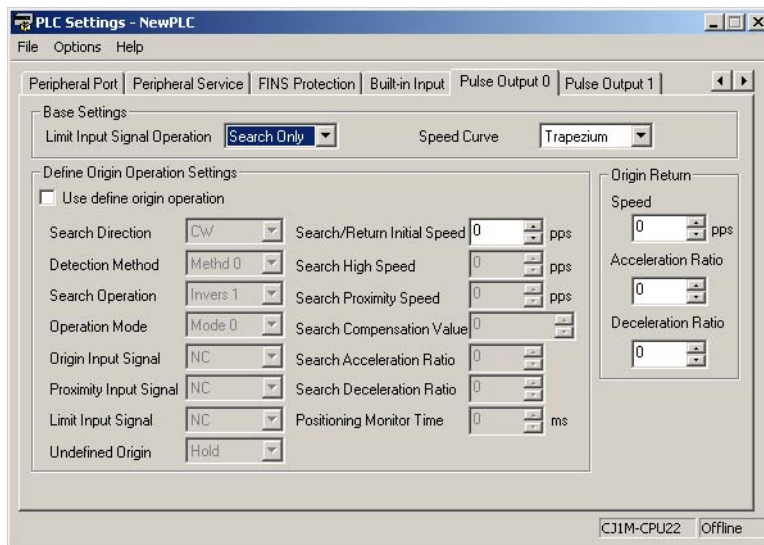 PLC Settings - NewPLC
File Options Help
Peripheral Port Peripheral Service FINS Protection Built-in Input Pulse Output 0 Pulse Output 1
Base Settings
Limit Input Signal Operation Search Only Speed Curve Trapezium
Define Origin Operation Settings
Use define origin operation
Search Direction CW Search/Return Initial Speed 0 pps
Detection Method Methd 0 Search High Speed 0 pps
Search Operation Invers 1 Search Proximity Speed 0 pps
Operation Mode Mode 0 Search Compensation Value 0
Origin Input Signal NC Search Acceleration Ratio 0
Proximity Input Signal NC Search Deceleration Ratio 0
Limit Input Signal NC Positioning Monitor Time 0 ms
Undefined Origin Hold
Origin Return
Speed
0 pps
Acceleration Ratio
0
Deceleration Ratio
0
CJ1M-CPU22 Offline